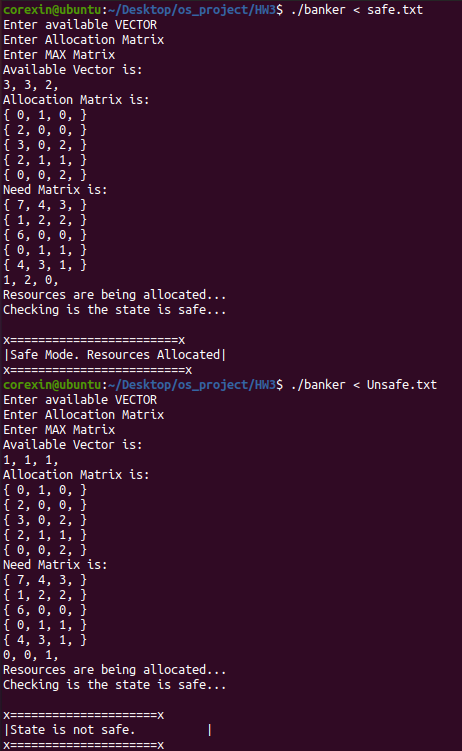 corexin@ubuntu:~/Desktop/os_project/HW3$ ./banker < safe.txt
Enter available VECTOR
Enter Allocation Matrix
Enter MAX Matrix
Available Vector is:
3, 3, 2,
Allocation Matrix is:
{ 0, 1, 0, }
{ 2, 0, 0, }
{ 3, 0, 2, }
{ 2, 1, 1, }
{ 0, 0, 2, }
Need Matrix is:
{ 7, 4, 3, }
{ 1, 2, 2, }
{ 6, 0, 0, }
{ 0, 1, 1, }
{ 4, 3, 1, }
1, 2, 0,
Resources are being allocated...
Checking is the state is safe...
x========================x
|Safe Mode. Resources Allocated|
x=========================x
corexin@ubuntu:~/Desktop/os_project/HW3$ ./banker < Unsafe.txt
Enter available VECTOR
Enter Allocation Matrix
Enter MAX Matrix
Available Vector is:
1, 1, 1,
Allocation Matrix is:
{ 0, 1, 0, }
{ 2, 0, 0, }
{ 3, 0, 2, }
{ 2, 1, 1, }
{ 0, 0, 2, }
Need Matrix is:
{ 7, 4, 3, }
{ 1, 2, 2, }
{ 6, 0, 0, }
{ 0, 1, 1, }
{ 4, 3, 1, }
0, 0, 1,
Resources are being allocated...
Checking is the state is safe...
x=====================x
|State is not safe.          |
x=====================x